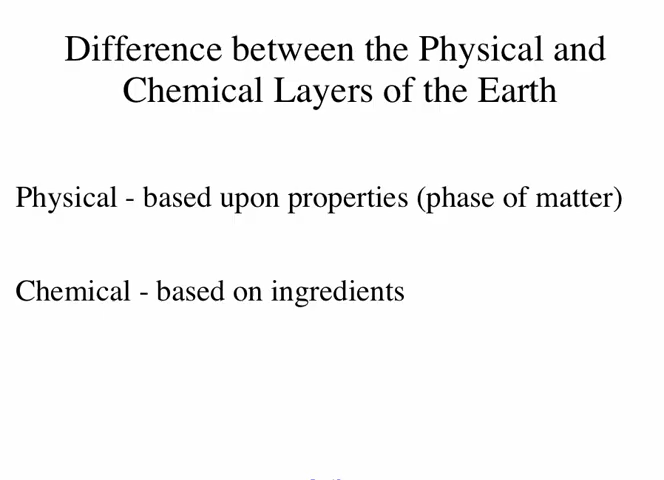 Difference between the Physical and
Chemical Layers of the Earth
Physical - based upon properties (phase of matter)
Chemical - based on ingredients